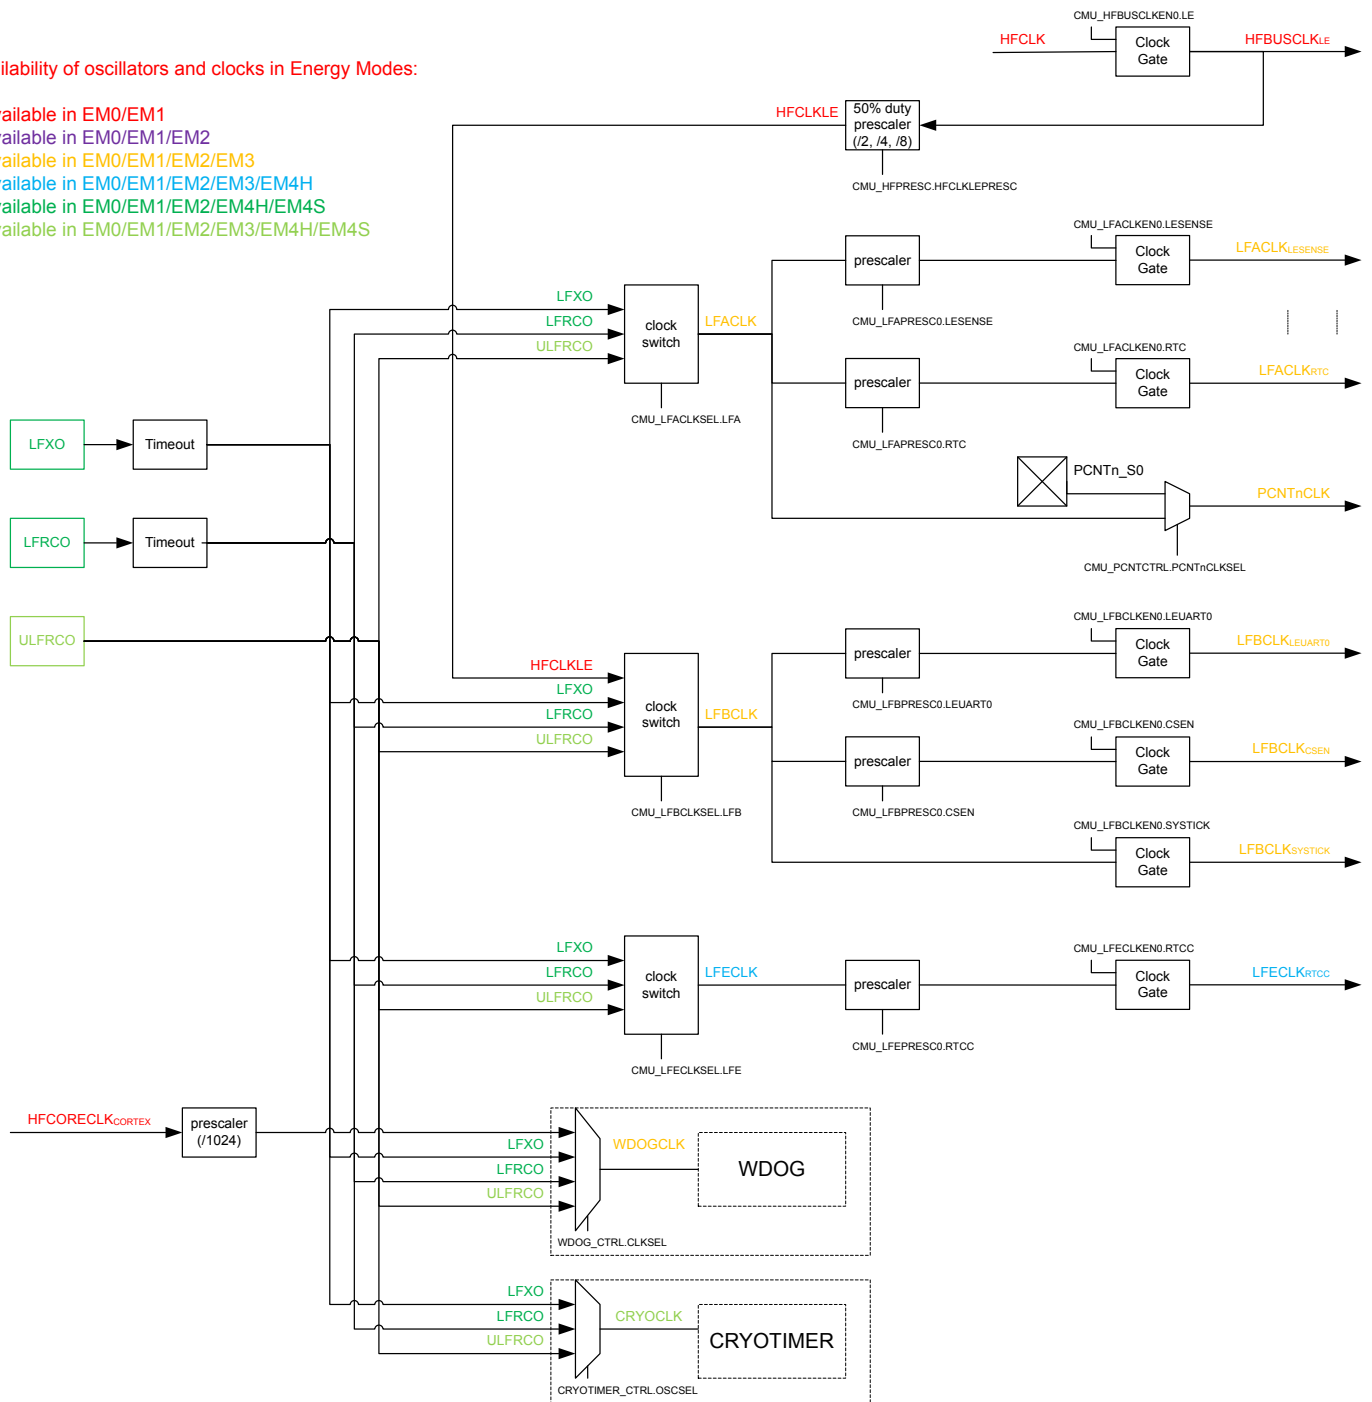 CMU_HFBUSCLKEN0.LE
HFCLK
Clock
Gate
HFBUSCLKLE
ilability of oscillators and clocks in Energy Modes:
ailable in EM0/EM1
ailable in EM0/EM1/EM2
ailable in EM0/EM1/EM2/EM3
ailable in EM0/EM1/EM2/EM3/EM4H
ailable in EM0/EM1/EM2/EM4H/EM4S
ailable in EM0/EM1/EM2/EM3/EM4H/EM4S
HFCLKLE
50% duty
prescaler
(/2, /4, /8)
CMU_HFPRESC.HFCLKLEPRESC
CMU_LFACLKEN0.LESENSE
prescaler
Clock
Gate
LFACLKLESENSE
CMU_LFAPRESC0.LESENSE
LFXO
LFRCO
ULFRCO
clock
switch
LFACLK
CMU_LFACLKSEL.LFA
CMU_LFACLKEN0.RTC
prescaler
Clock
Gate
LFACLKRTC
CMU_LFAPRESC0.RTC
LFXO
Timeout
PCNTn_S0
PCNTnCLK
CMU_PCNTCTRL.PCNTnCLKSEL
LFRCO
Timeout
ULFRCO
CMU_LFBCLKEN0.LEUART0
prescaler
Clock
Gate
LFBCLKLEUART0
CMU_LFBPRESC0.LEUART0
HFCLKLE
LFXO
LFRCO
ULFRCO
clock
switch
LFBCLK
CMU_LFBCLKSEL.LFB
CMU_LFBCLKEN0.CSEN
prescaler
Clock
Gate
LFBCLKCSEN
CMU_LFBPRESC0.CSEN
CMU_LFBCLKEN0.SYSTICK
Clock
Gate
LFBCLKSYSTICK
LFXO
LFRCO
ULFRCO
clock
switch
LFECLK
CMU_LFECLKSEL.LFE
prescaler
CMU_LFEPRESC0.RTCC
CMU_LFECLKEN0.RTCC
Clock
Gate
LFECLKRTCC
HFCORECLKCORTEX
prescaler
(/1024)
LFXO
LFRCO
ULFRCO
WDOGCLK
WDOG
WDOG_CTRL.CLKSEL
LFXO
LFRCO
ULFRCO
CRYOCLK
CRYOTIMER
CRYOTIMER_CTRL.OSCSEL